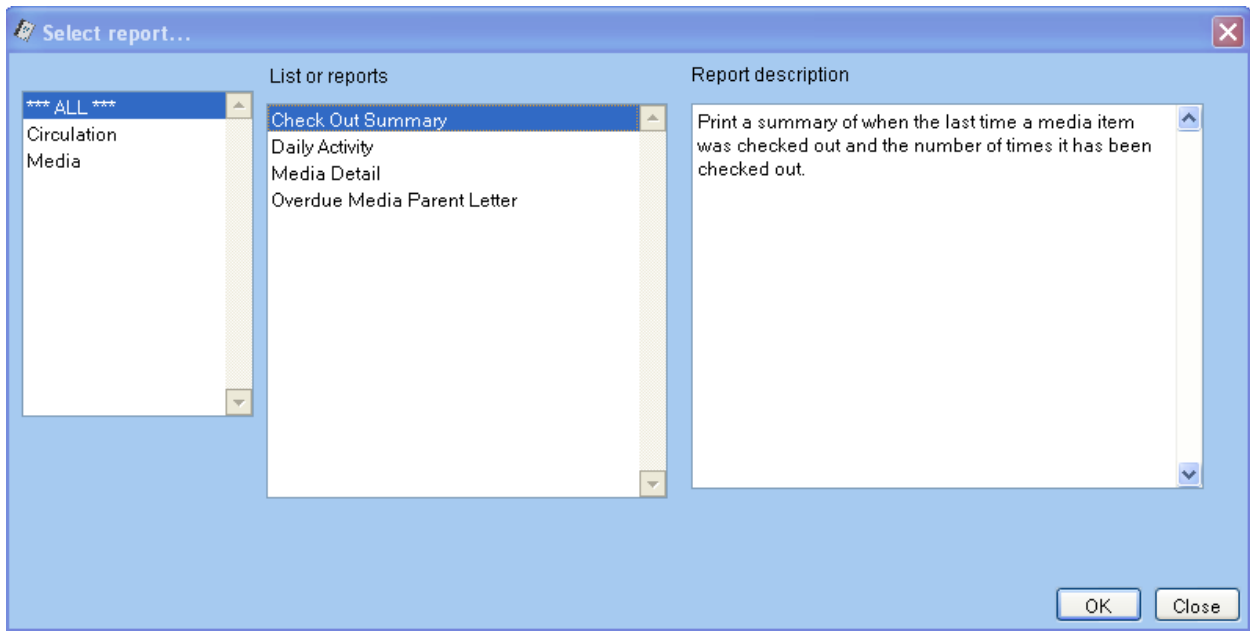 Select report...
*** ALL ***
Circulation
Media
List or reports
Check Out Summary
Daily Activity
Media Detail
Overdue Media Parent Letter
Report description
Print a summary of when the last time a media item
was checked out and the number of times it has been
checked out.
OK
Close